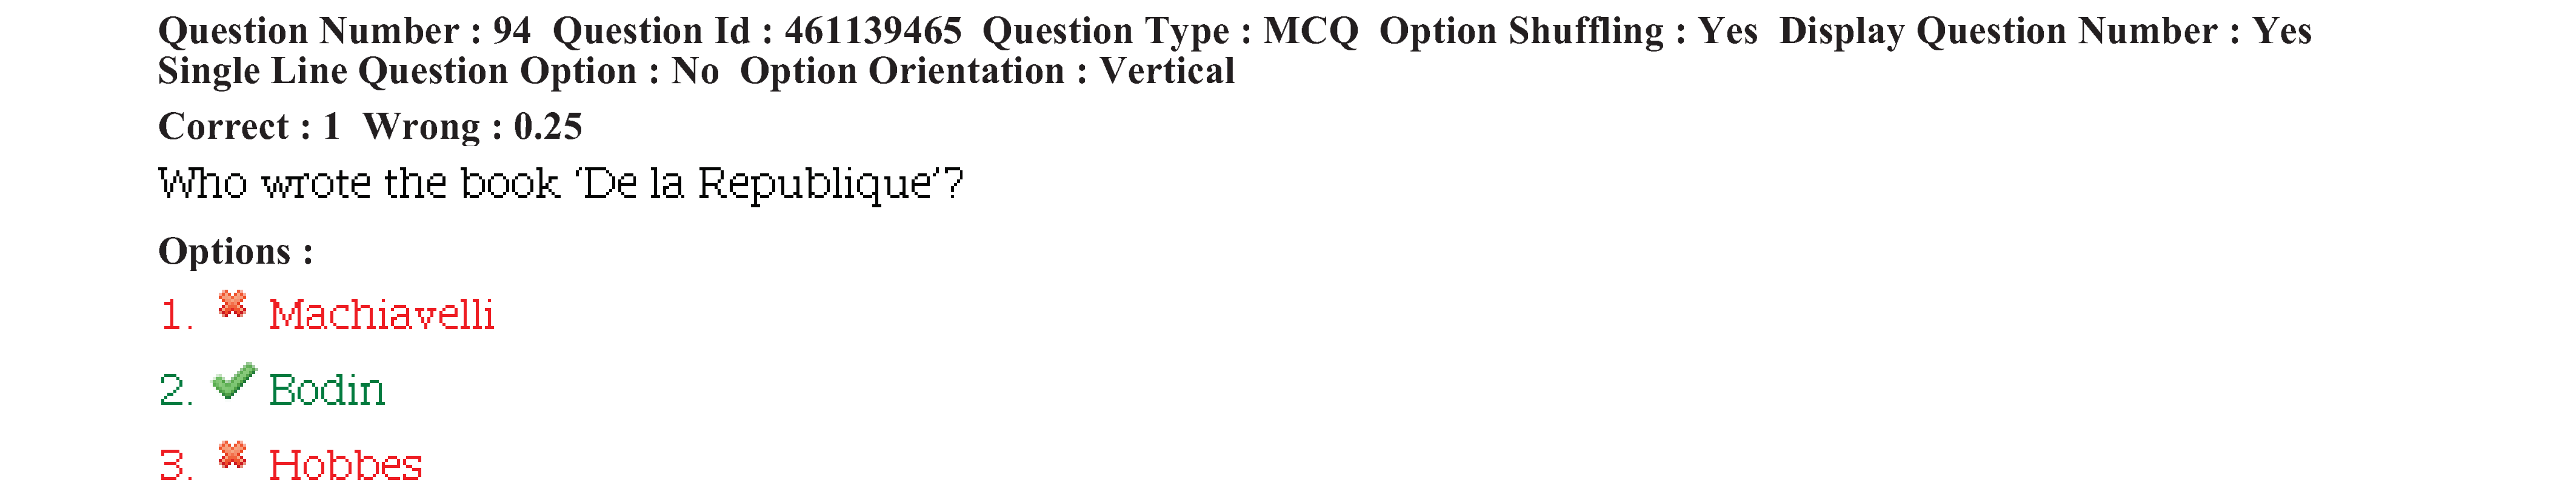 Question Number : 94 Question Id : 461139465 Question Type : MCQ Option Shuffling : Yes Display Question Number : Yes
Single Line Question Option : No Option Orientation : Vertical
Correct : 1 Wrong : 0.25
Who wrote the book ‘De la Republique’?
Options :
1. Machiavelli
2. Bodin
3. Hobbes